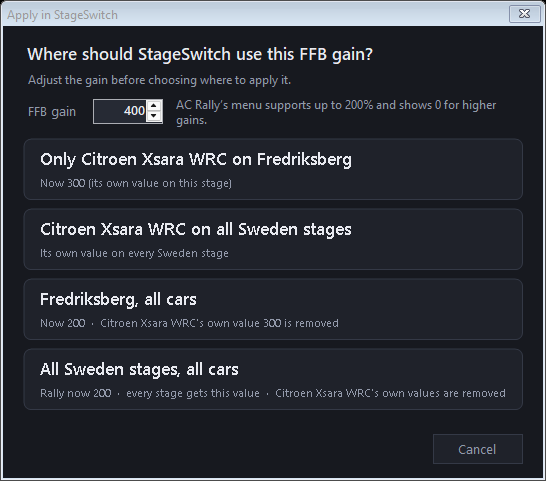 Apply in StageSwitch
Where should StageSwitch use this FFB gain?
Adjust the gain before choosing where to apply it.
FFB gain
400
AC Rally's menu supports up to 200% and shows 0 for higher
gains.
Only Citroen Xsara WRC on Fredriksberg
Now 300 (its own value on this stage)
Citroen Xsara WRC on all Sweden stages
Its own value on every Sweden stage
Fredriksberg, all cars
Now 200 · Citroen Xsara WRC's own value 300 is removed
All Sweden stages, all cars
Rally now 200 · every stage gets this value · Citroen Xsara WRC's own values are removed
Cancel